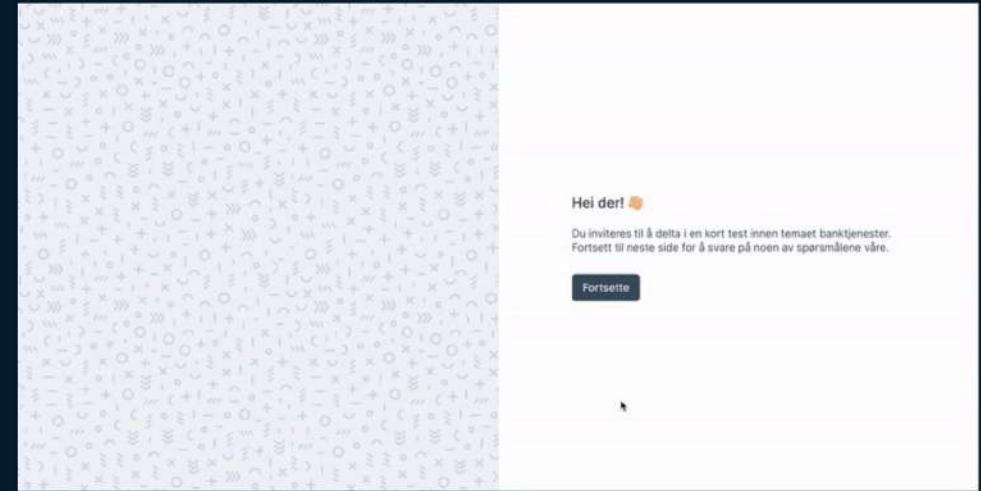 Hei der! 👋
Du inviteres til å delta i en kort test innen temaet banktjenester.
Fortsett til neste side for å svare på noen av spørsmålene våre.
Fortsette